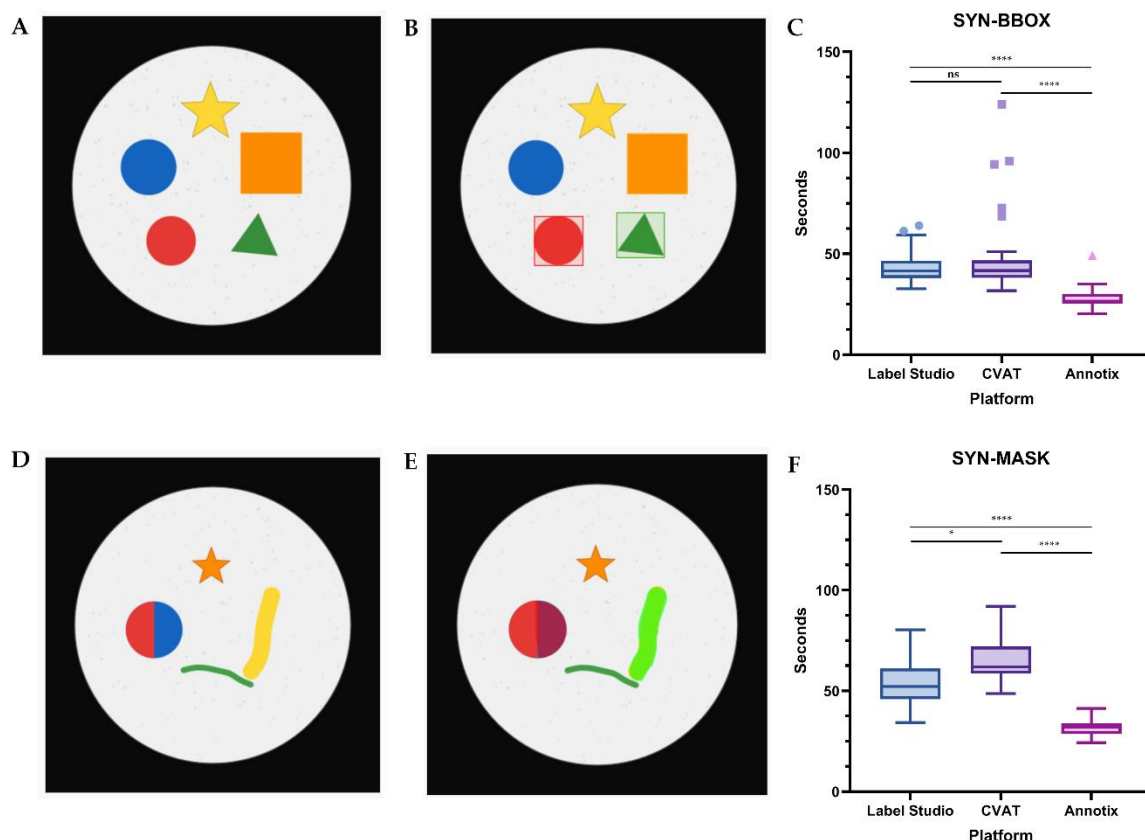 A
B
C
SYN-BBOX
150
100
50
0
Seconds
****
ns
****
Label Studio
CVAT
Annotix
Platform
D
E
F
SYN-MASK
150
100
50
0
Seconds
****
*
****
Label Studio
CVAT
Annotix
Platform